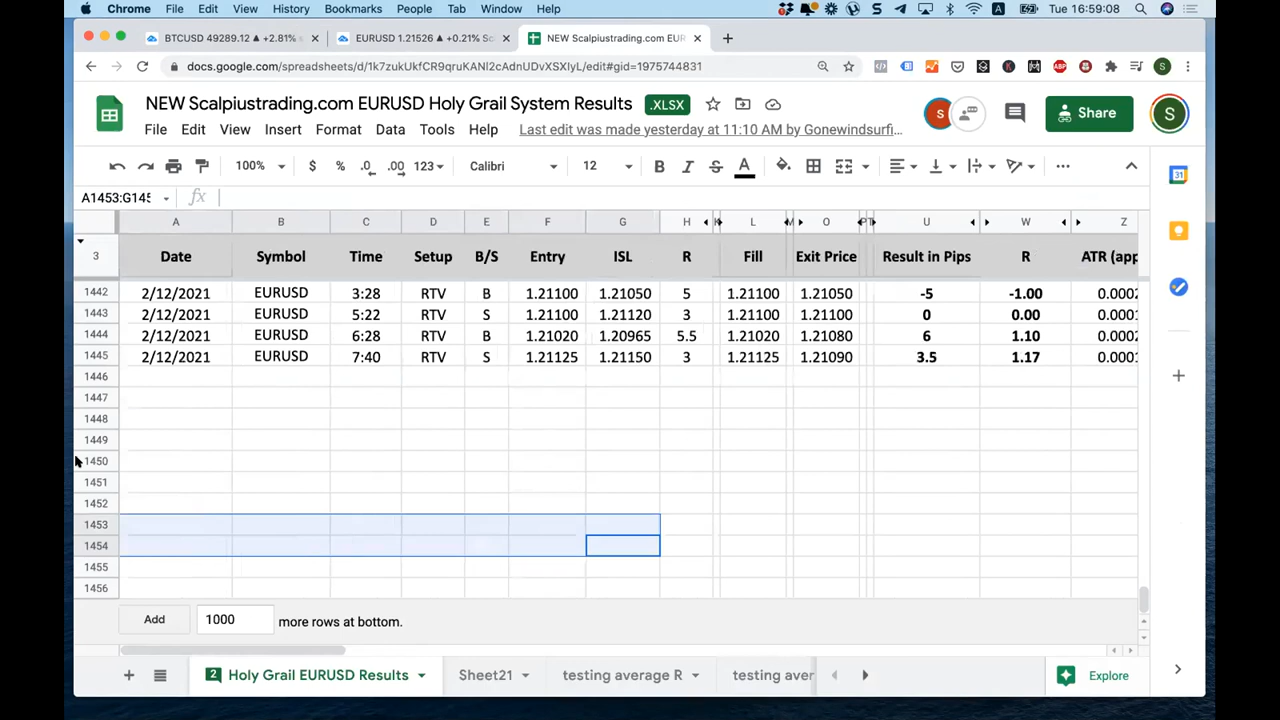 Chrome File Edit View History Bookmarks People Tab Window Help Tue 16:59:08
BTCUSD 49289.12 ▲ +2.81% EURUSD 1.21526 ▲ +0.21% NEW Scalpiustrading.com EUR
docs.google.com/spreadsheets/d/1k7zukUkfCR9qruKANl2cAdnUDvXSXIyL/edit#gid=1975744831
NEW Scalpiustrading.com EURUSD Holy Grail System Results .XLSX
Share
File Edit View Insert Format Data Tools Help Last edit was made yesterday at 11:10 AM by Gonewindsurfi...
100% $ % .0 .00 123 Calibri 12 B I S A
A1453:G145 fx
A B C D E F G H K L M O P T U W Z
3 Date Symbol Time Setup B/S Entry ISL R Fill Exit Price Result in Pips R ATR (app
1442 2/12/2021 EURUSD 3:28 RTV B 1.21100 1.21050 5 1.21100 1.21050 -5 -1.00 0.0002
1443 2/12/2021 EURUSD 5:22 RTV S 1.21100 1.21120 3 1.21100 1.21100 0 0.00 0.0001
1444 2/12/2021 EURUSD 6:28 RTV B 1.21020 1.20965 5.5 1.21020 1.21080 6 1.10 0.0002
1445 2/12/2021 EURUSD 7:40 RTV S 1.21125 1.21150 3 1.21125 1.21090 3.5 1.17 0.0001
1446
1447
1448
1449
1450
1451
1452
1453
1454
1455
1456
Add 1000 more rows at bottom.
2 Holy Grail EURUSD Results Sheet21 testing average R testing aver Explore